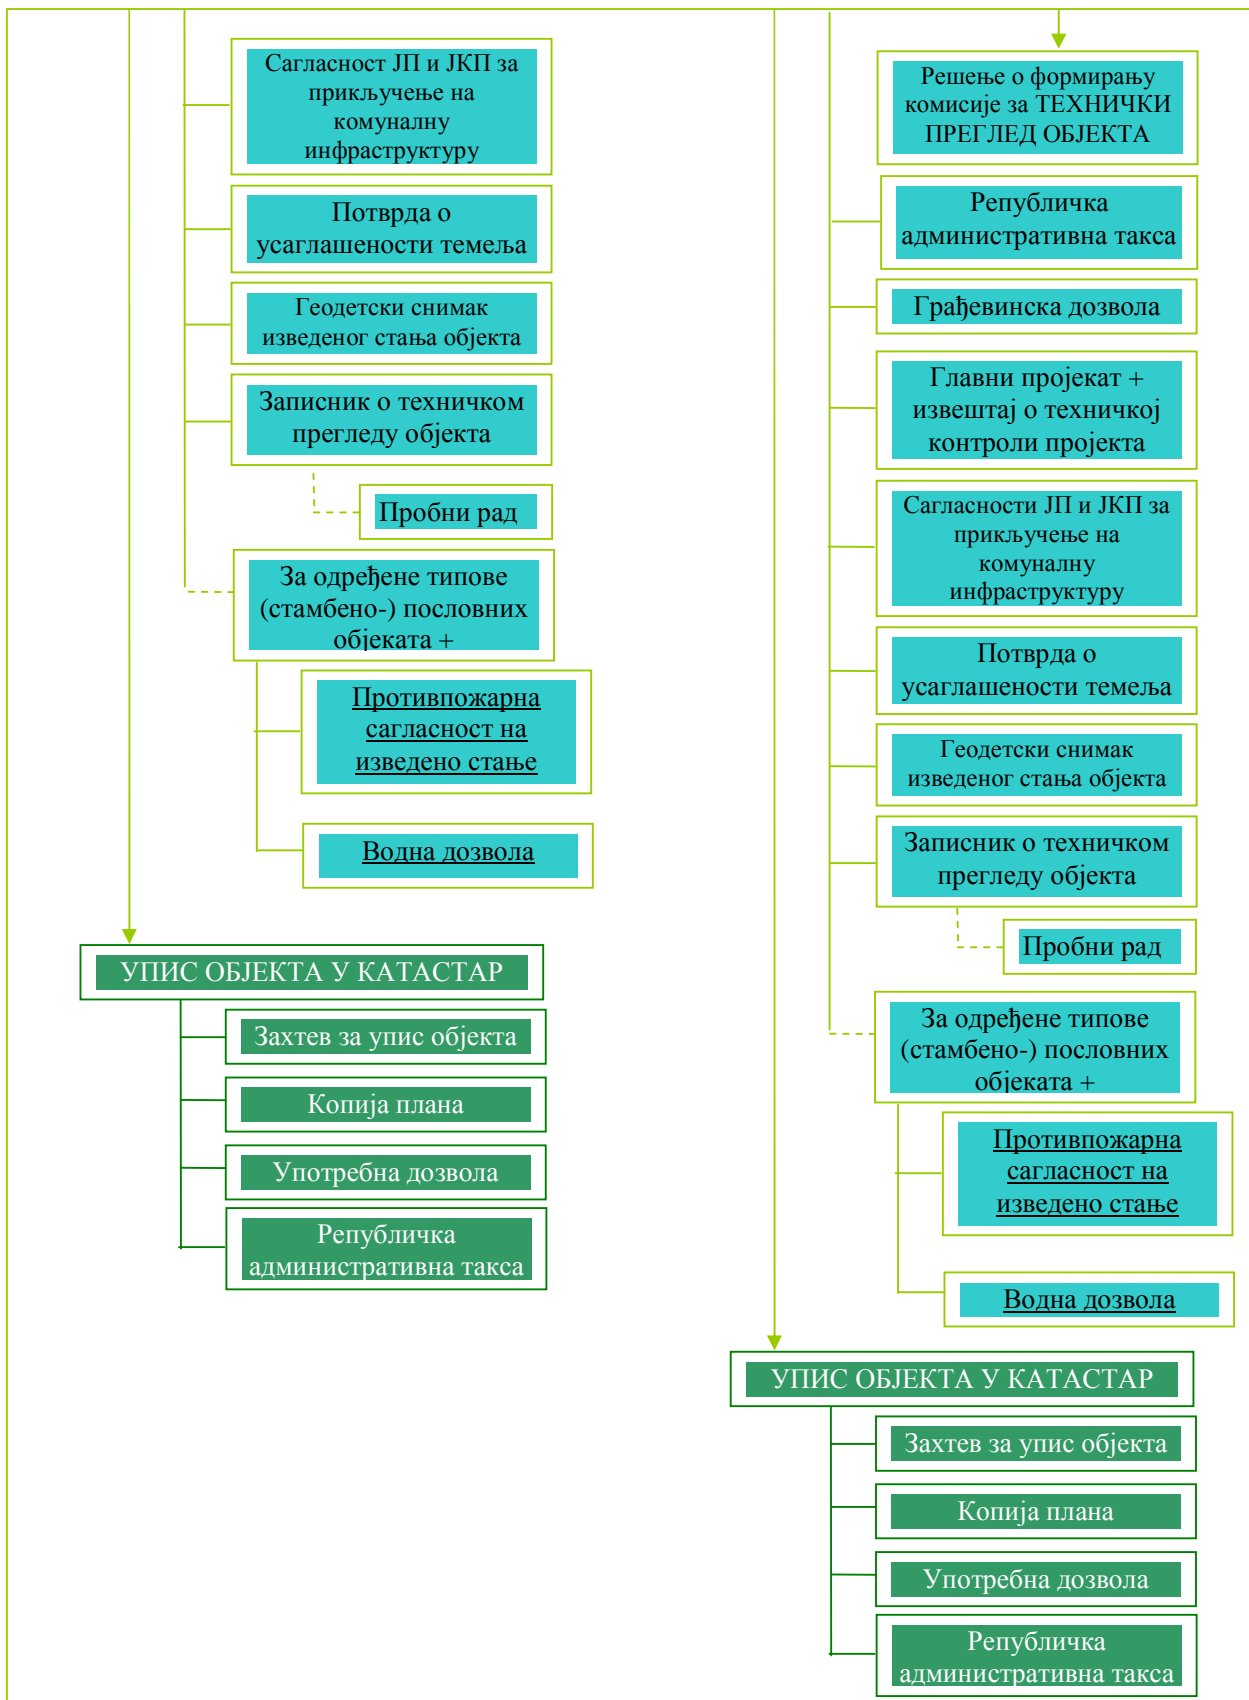 Сагласност ЈП и ЈКП за
прикључење на
комуналну
инфраструктуру
Потврда о
усаглашености темеља
Геодетски снимак
изведеног стања објекта
Записник о техничком
прегледу објекта
Пробни рад
За одређене типове
(стамбено-) пословних
објеката +
Противпожарна
сагласност на
изведено стање
Водна дозвола
УПИС ОБЈЕКТА У КАТАСТАР
Захтев за упис објекта
Копија плана
Употребна дозвола
Републичка
административна такса
Решење о формирању
комисије за ТЕХНИЧКИ
ПРЕГЛЕД ОБЈЕКТА
Републичка
административна такса
Грађевинска дозвола
Главни пројекат +
извештај о техничкој
контроли пројекта
Сагласности ЈП и ЈКП за
прикључење на
комуналну
инфраструктуру
Потврда о
усаглашености темеља
Геодетски снимак
изведеног стања објекта
Записник о техничком
прегледу објекта
Пробни рад
За одређене типове
(стамбено-) пословних
објеката +
Противпожарна
сагласност на
изведено стање
Водна дозвола
УПИС ОБЈЕКТА У КАТАСТАР
Захтев за упис објекта
Копија плана
Употребна дозвола
Републичка
административна такса